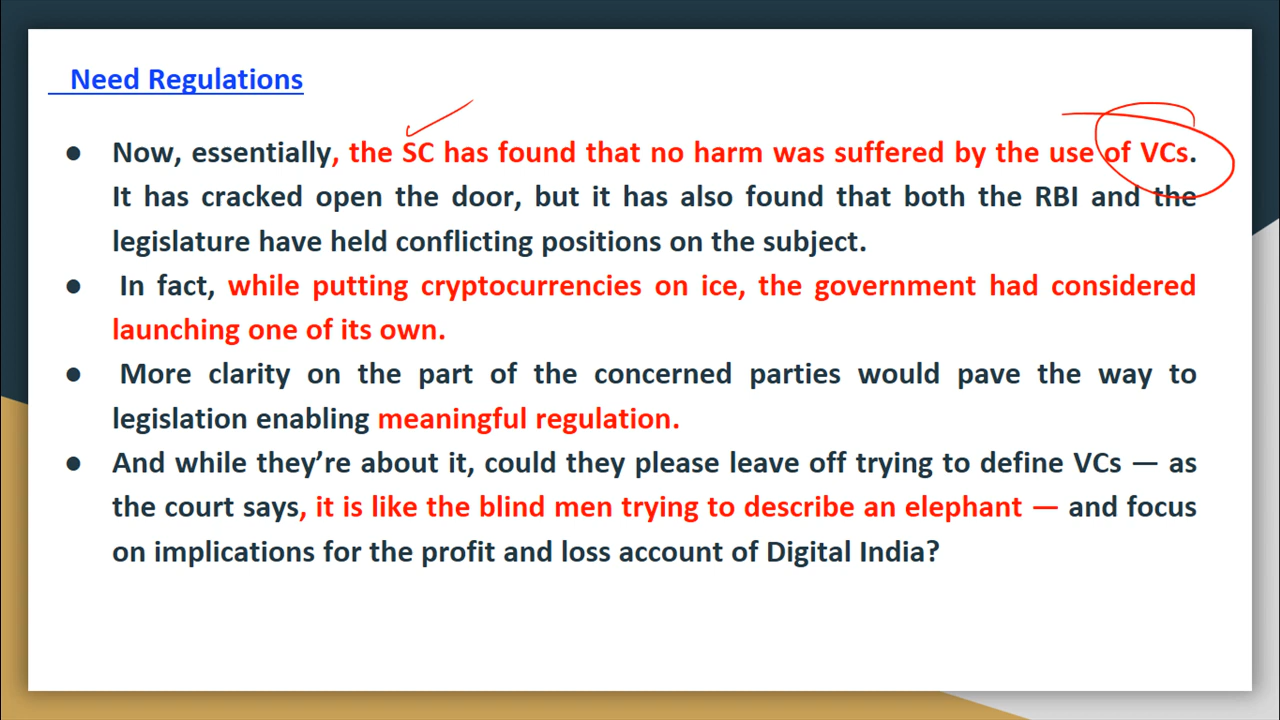 Need Regulations
● Now, essentially, the SC has found that no harm was suffered by the use of VCs.
It has cracked open the door, but it has also found that both the RBI and the
legislature have held conflicting positions on the subject.
● In fact, while putting cryptocurrencies on ice, the government had considered
launching one of its own.
● More clarity on the part of the concerned parties would pave the way to
legislation enabling meaningful regulation.
● And while they’re about it, could they please leave off trying to define VCs — as
the court says, it is like the blind men trying to describe an elephant — and focus
on implications for the profit and loss account of Digital India?